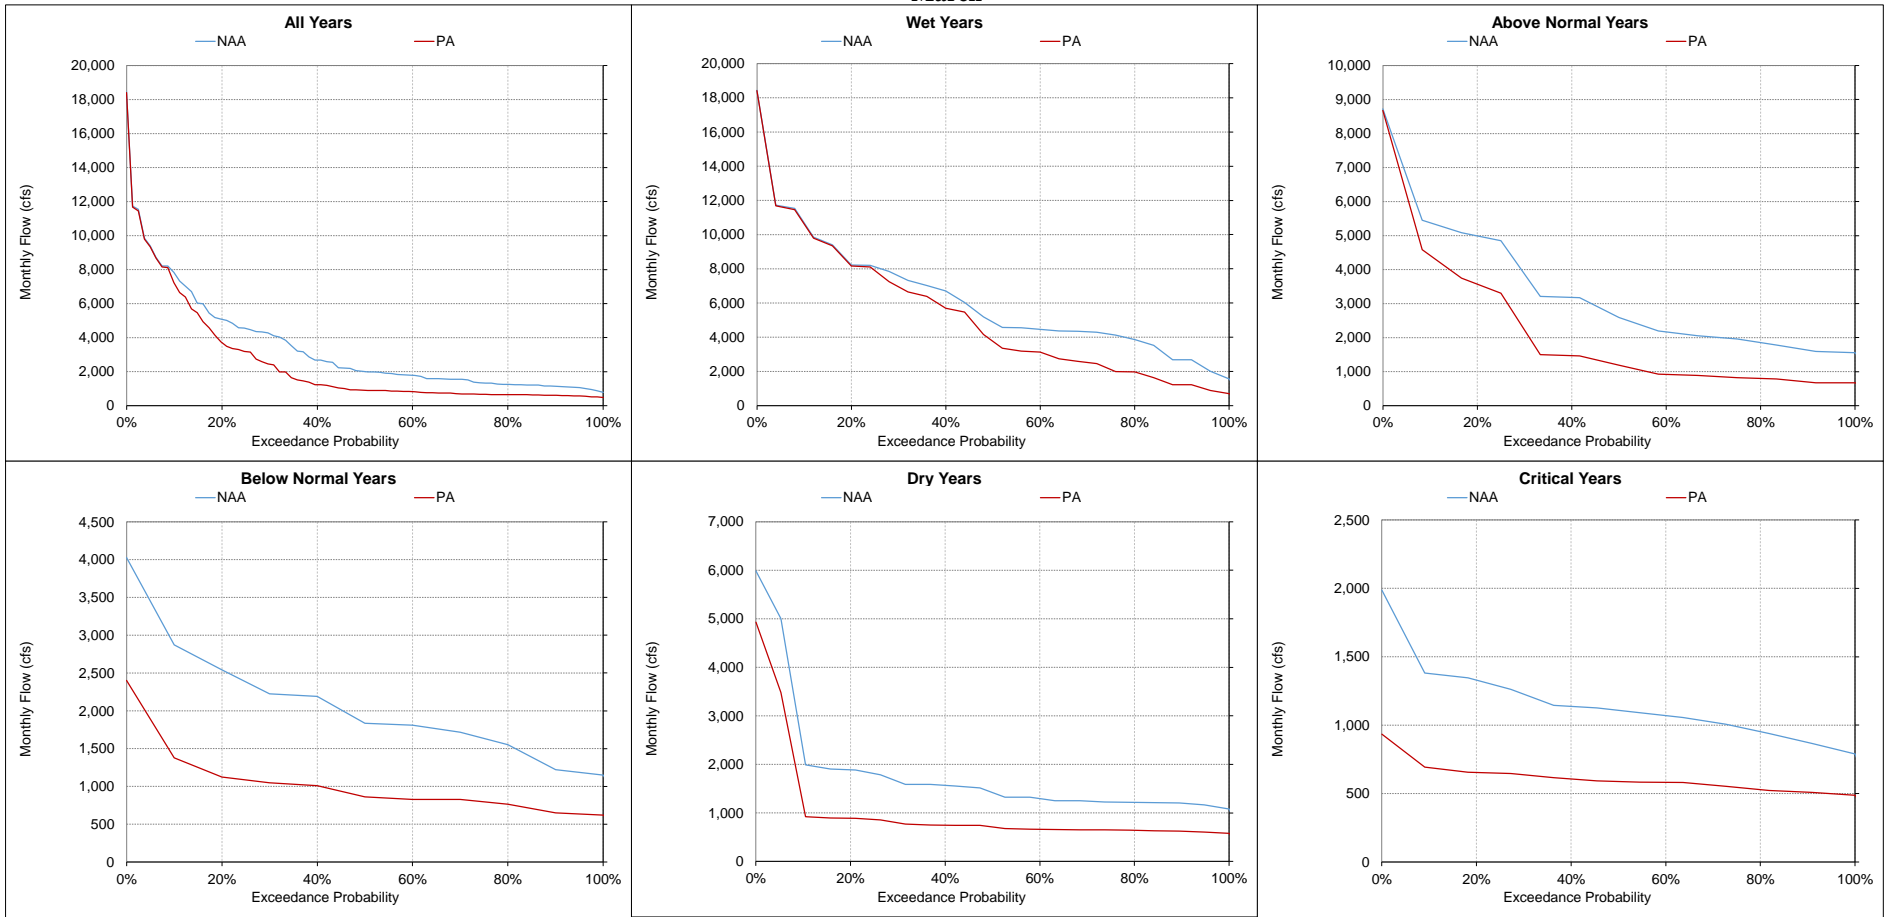 All Years
NAA PA
20,000
18,000
16,000
14,000
12,000
10,000
8,000
6,000
4,000
2,000
0
0% 20% 40% 60% 80% 100%
Monthly Flow (cfs)
Exceedance Probability
Wet Years
NAA PA
20,000
18,000
16,000
14,000
12,000
10,000
8,000
6,000
4,000
2,000
0
0% 20% 40% 60% 80% 100%
Monthly Flow (cfs)
Exceedance Probability
Above Normal Years
NAA PA
10,000
9,000
8,000
7,000
6,000
5,000
4,000
3,000
2,000
1,000
0
0% 20% 40% 60% 80% 100%
Monthly Flow (cfs)
Exceedance Probability
Below Normal Years
NAA PA
4,500
4,000
3,500
3,000
2,500
2,000
1,500
1,000
500
0
0% 20% 40% 60% 80% 100%
Monthly Flow (cfs)
Exceedance Probability
Dry Years
NAA PA
7,000
6,000
5,000
4,000
3,000
2,000
1,000
0
0% 20% 40% 60% 80% 100%
Monthly Flow (cfs)
Exceedance Probability
Critical Years
NAA PA
2,500
2,000
1,500
1,000
500
0
0% 20% 40% 60% 80% 100%
Monthly Flow (cfs)
Exceedance Probability